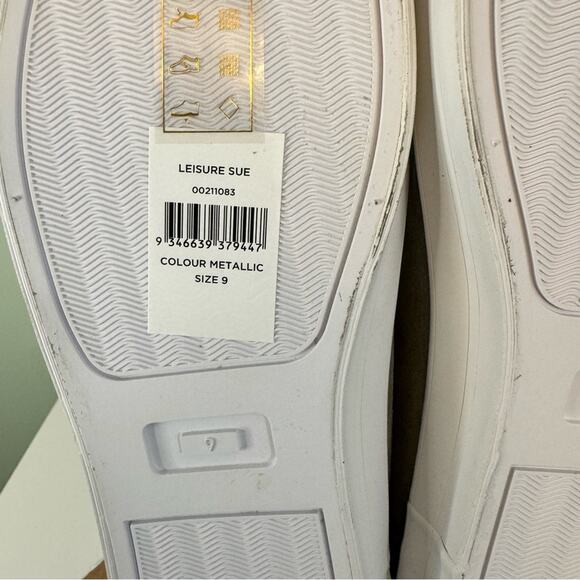 LEISURE SUE
00211083
9 346639 379447
COLOUR METALLIC
SIZE 9
9